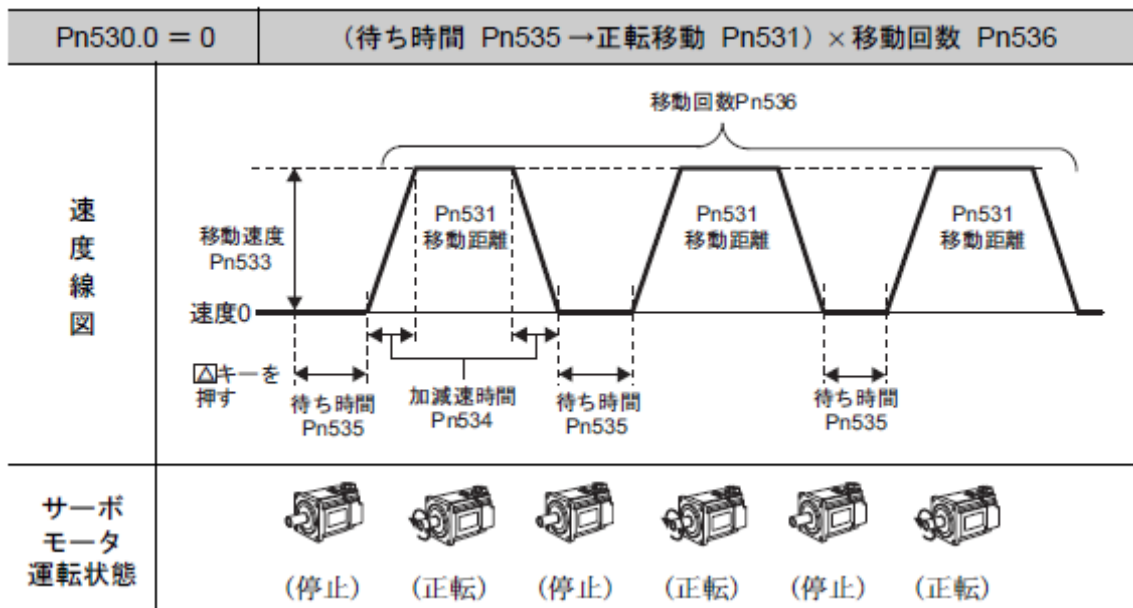 Pn530.0 = 0
(待ち時間 Pn535 →正転移動 Pn531) × 移動回数 Pn536
速度線図
移動回数Pn536
移動速度
Pn533
Pn531
移動距離
Pn531
移動距離
Pn531
移動距離
速度0
△キーを
押す
待ち時間
Pn535
加減速時間
Pn534
待ち時間
Pn535
待ち時間
Pn535
サーボ
モータ
運転状態
(停止)
(正転)
(停止)
(正転)
(停止)
(正転)